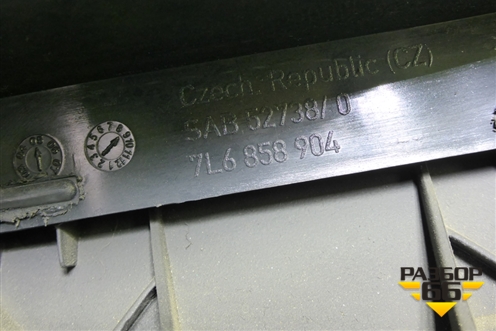 Czech. Republic (CZ)
SAB 52738/0
7L6 858 904
РАЗБОР
66